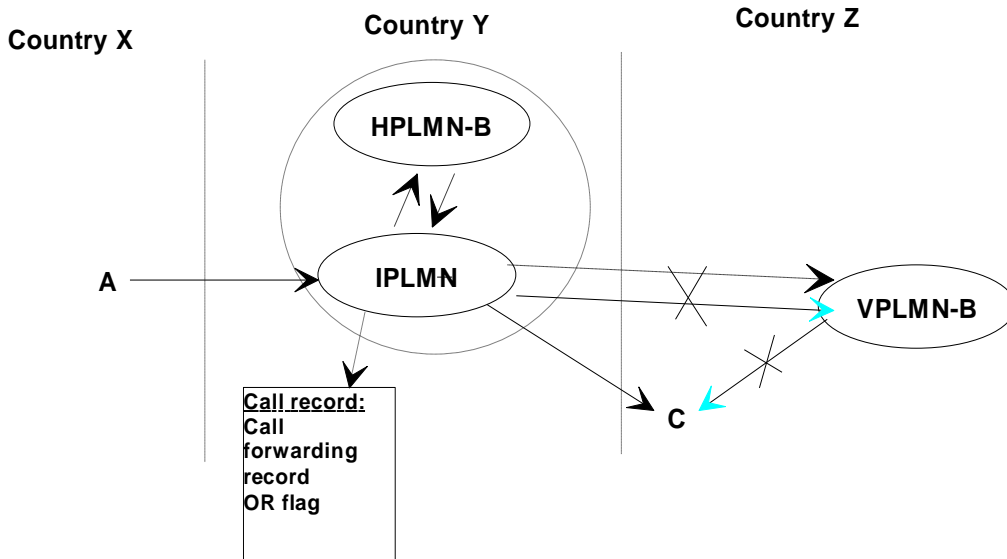 Country X
Country Y
Country Z
HPLMN-B
A
IPLMN
VPLMN-B
C
Call record:
Call
forwarding
record
OR flag